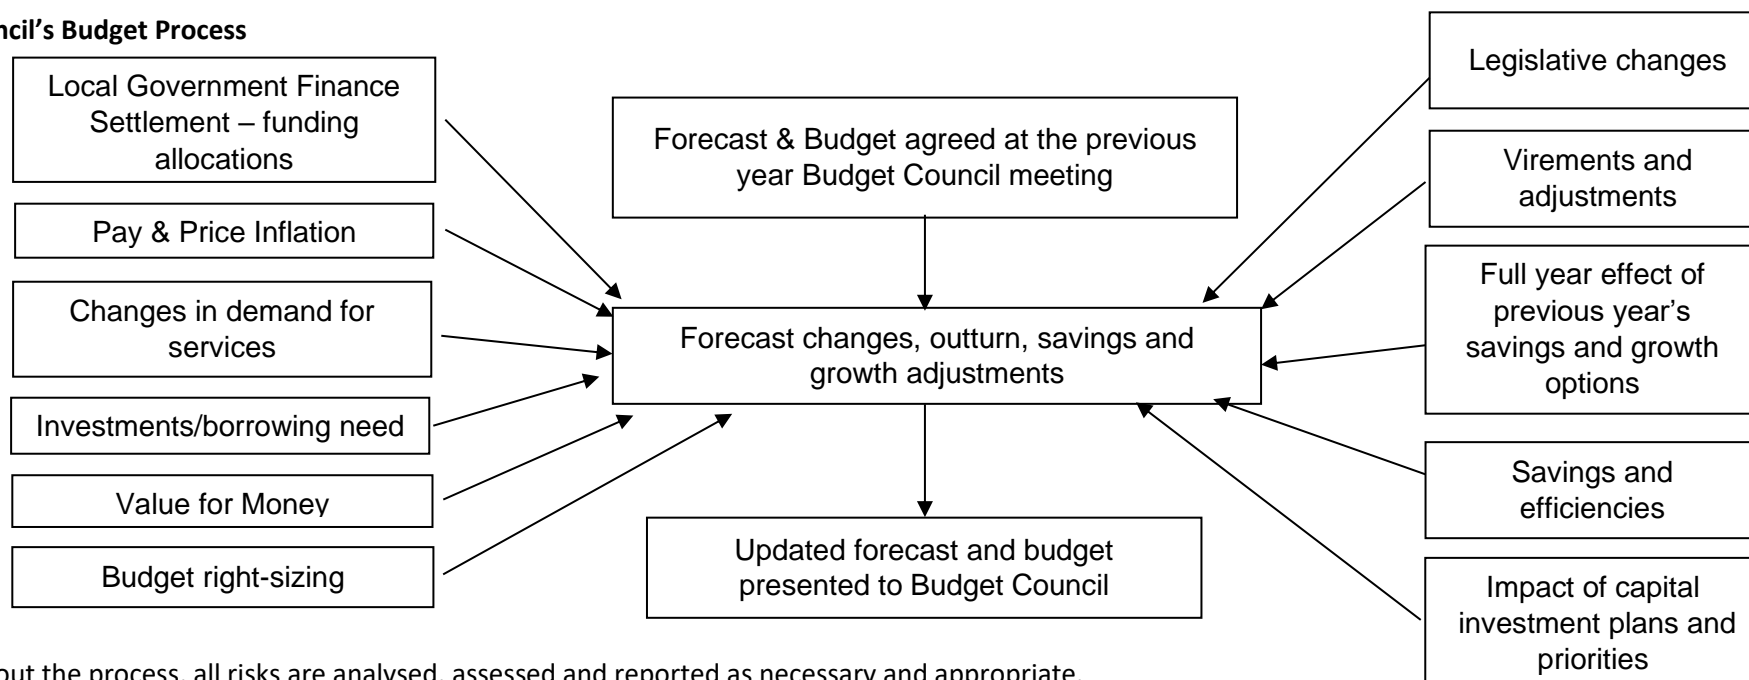 ncil's Budget Process
Local Government Finance
Settlement – funding
allocations
Pay & Price Inflation
Changes in demand for
services
Investments/borrowing need
Value for Money
Budget right-sizing
Forecast & Budget agreed at the previous
year Budget Council meeting
Forecast changes, outturn, savings and
growth adjustments
Updated forecast and budget
presented to Budget Council
Legislative changes
Virements and
adjustments
Full year effect of
previous year's
savings and growth
options
Savings and
efficiencies
Impact of capital
investment plans and
priorities
out the process, all risks are analysed, assessed and reported as necessary and appropriate.